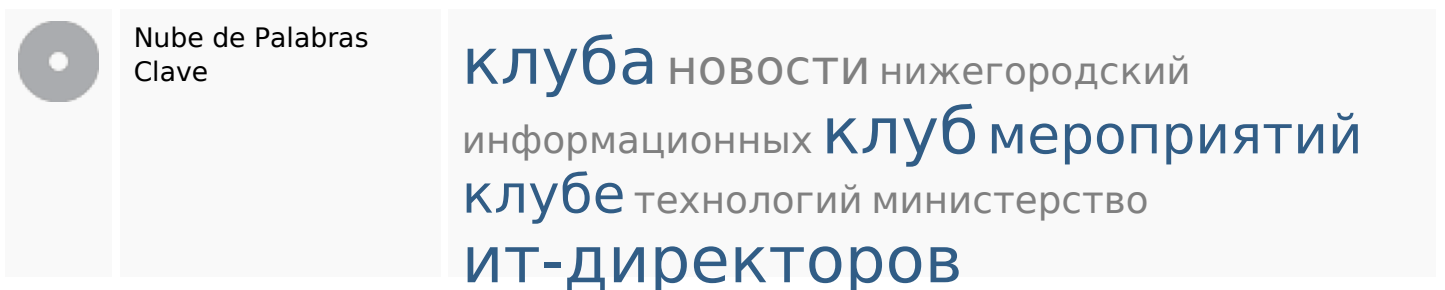 Nube de Palabras
Clave
клуба новости нижегородский
информационных клуб мероприятий
клубе технологий министерство
ит-директоров